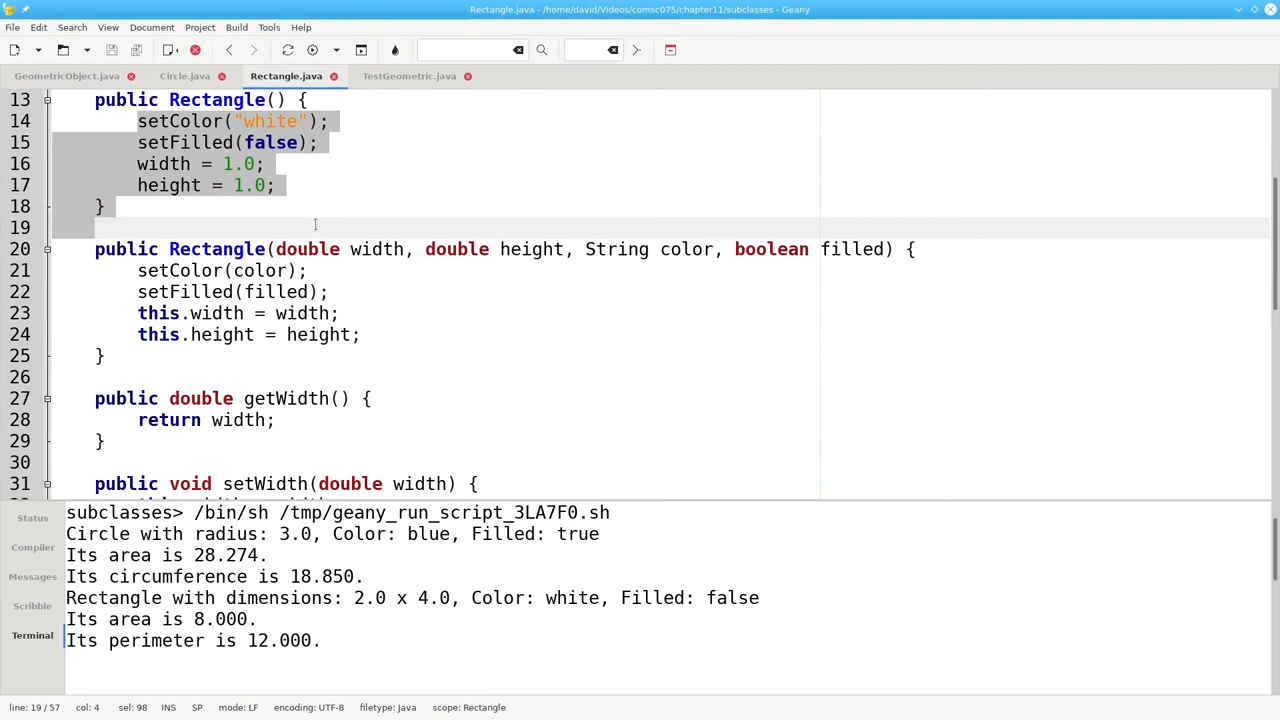 Rectangle.java - /home/david/Videos/comsc075/chapter11/subclasses - Geany
File Edit Search View Document Project Build Tools Help
GeometricObject.java Circle.java Rectangle.java TestGeometric.java
13 public Rectangle() {
14 setColor("white");
15 setFilled(false);
16 width = 1.0;
17 height = 1.0;
18 }
19
20 public Rectangle(double width, double height, String color, boolean filled) {
21 setColor(color);
22 setFilled(filled);
23 this.width = width;
24 this.height = height;
25 }
26
27 public double getWidth() {
28 return width;
29 }
30
31 public void setWidth(double width) {
Status
Compiler
Messages
Scribble
Terminal
subclasses> /bin/sh /tmp/geany_run_script_3LA7F0.sh
Circle with radius: 3.0, Color: blue, Filled: true
Its area is 28.274.
Its circumference is 18.850.
Rectangle with dimensions: 2.0 x 4.0, Color: white, Filled: false
Its area is 8.000.
Its perimeter is 12.000.
line: 19 / 57 col: 4 sel: 98 INS SP mode: LF encoding: UTF-8 filetype: Java scope: Rectangle